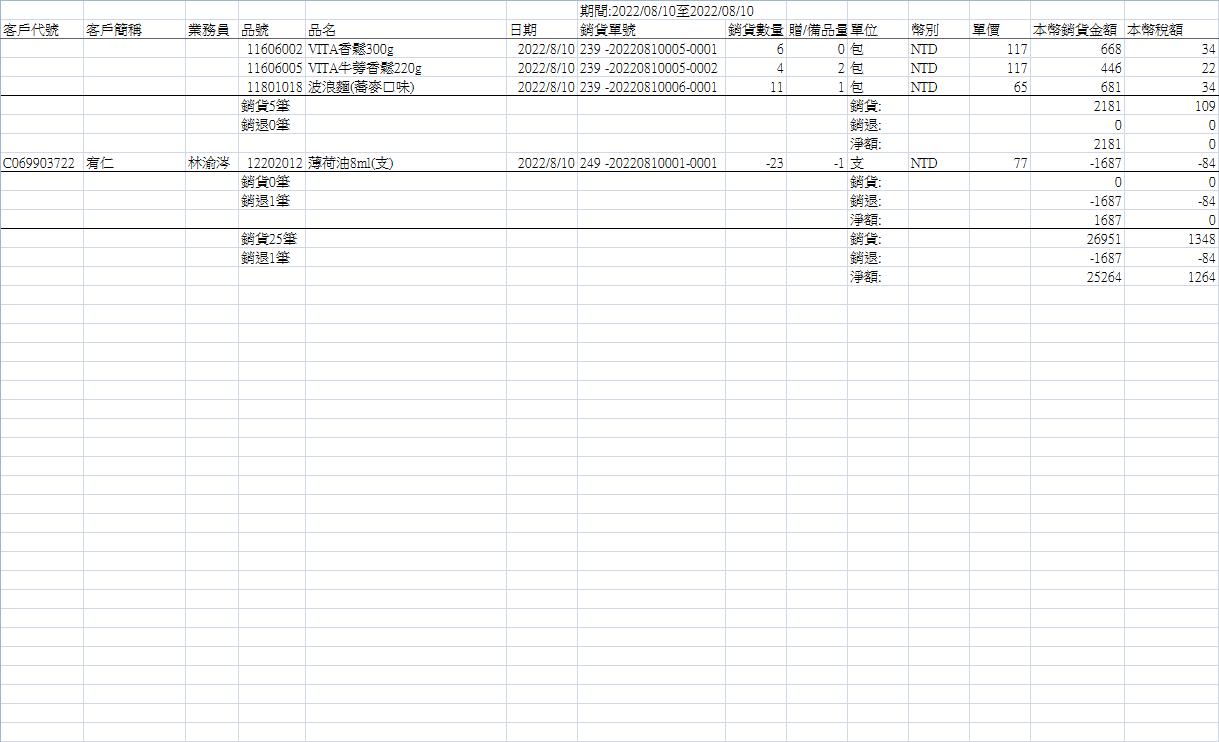 期間:2022/08/10至2022/08/10
客戶代號 客戶簡稱 業務員 品號 品名 日期 銷貨單號 銷貨數量 贈/備品量 單位 幣別 單價 本幣銷貨金額 本幣稅額
11606002 VITA香鬆300g 2022/8/10 239 -20220810005-0001 6 0 包 NTD 117 668 34
11606005 VITA牛蒡香鬆220g 2022/8/10 239 -20220810005-0002 4 2 包 NTD 117 446 22
11801018 波浪麵(蕎麥口味) 2022/8/10 239 -20220810006-0001 11 1 包 NTD 65 681 34
銷貨5筆 銷貨: 2181 109
銷退0筆 銷退: 0 0
淨額: 2181 0
C069903722 宥仁 林渝涔 12202012 薄荷油8ml(支) 2022/8/10 249 -20220810001-0001 -23 -1 支 NTD 77 -1687 -84
銷貨0筆 銷貨: 0 0
銷退1筆 銷退: -1687 -84
淨額: 1687 0
銷貨25筆 銷貨: 26951 1348
銷退1筆 銷退: -1687 -84
淨額: 25264 1264